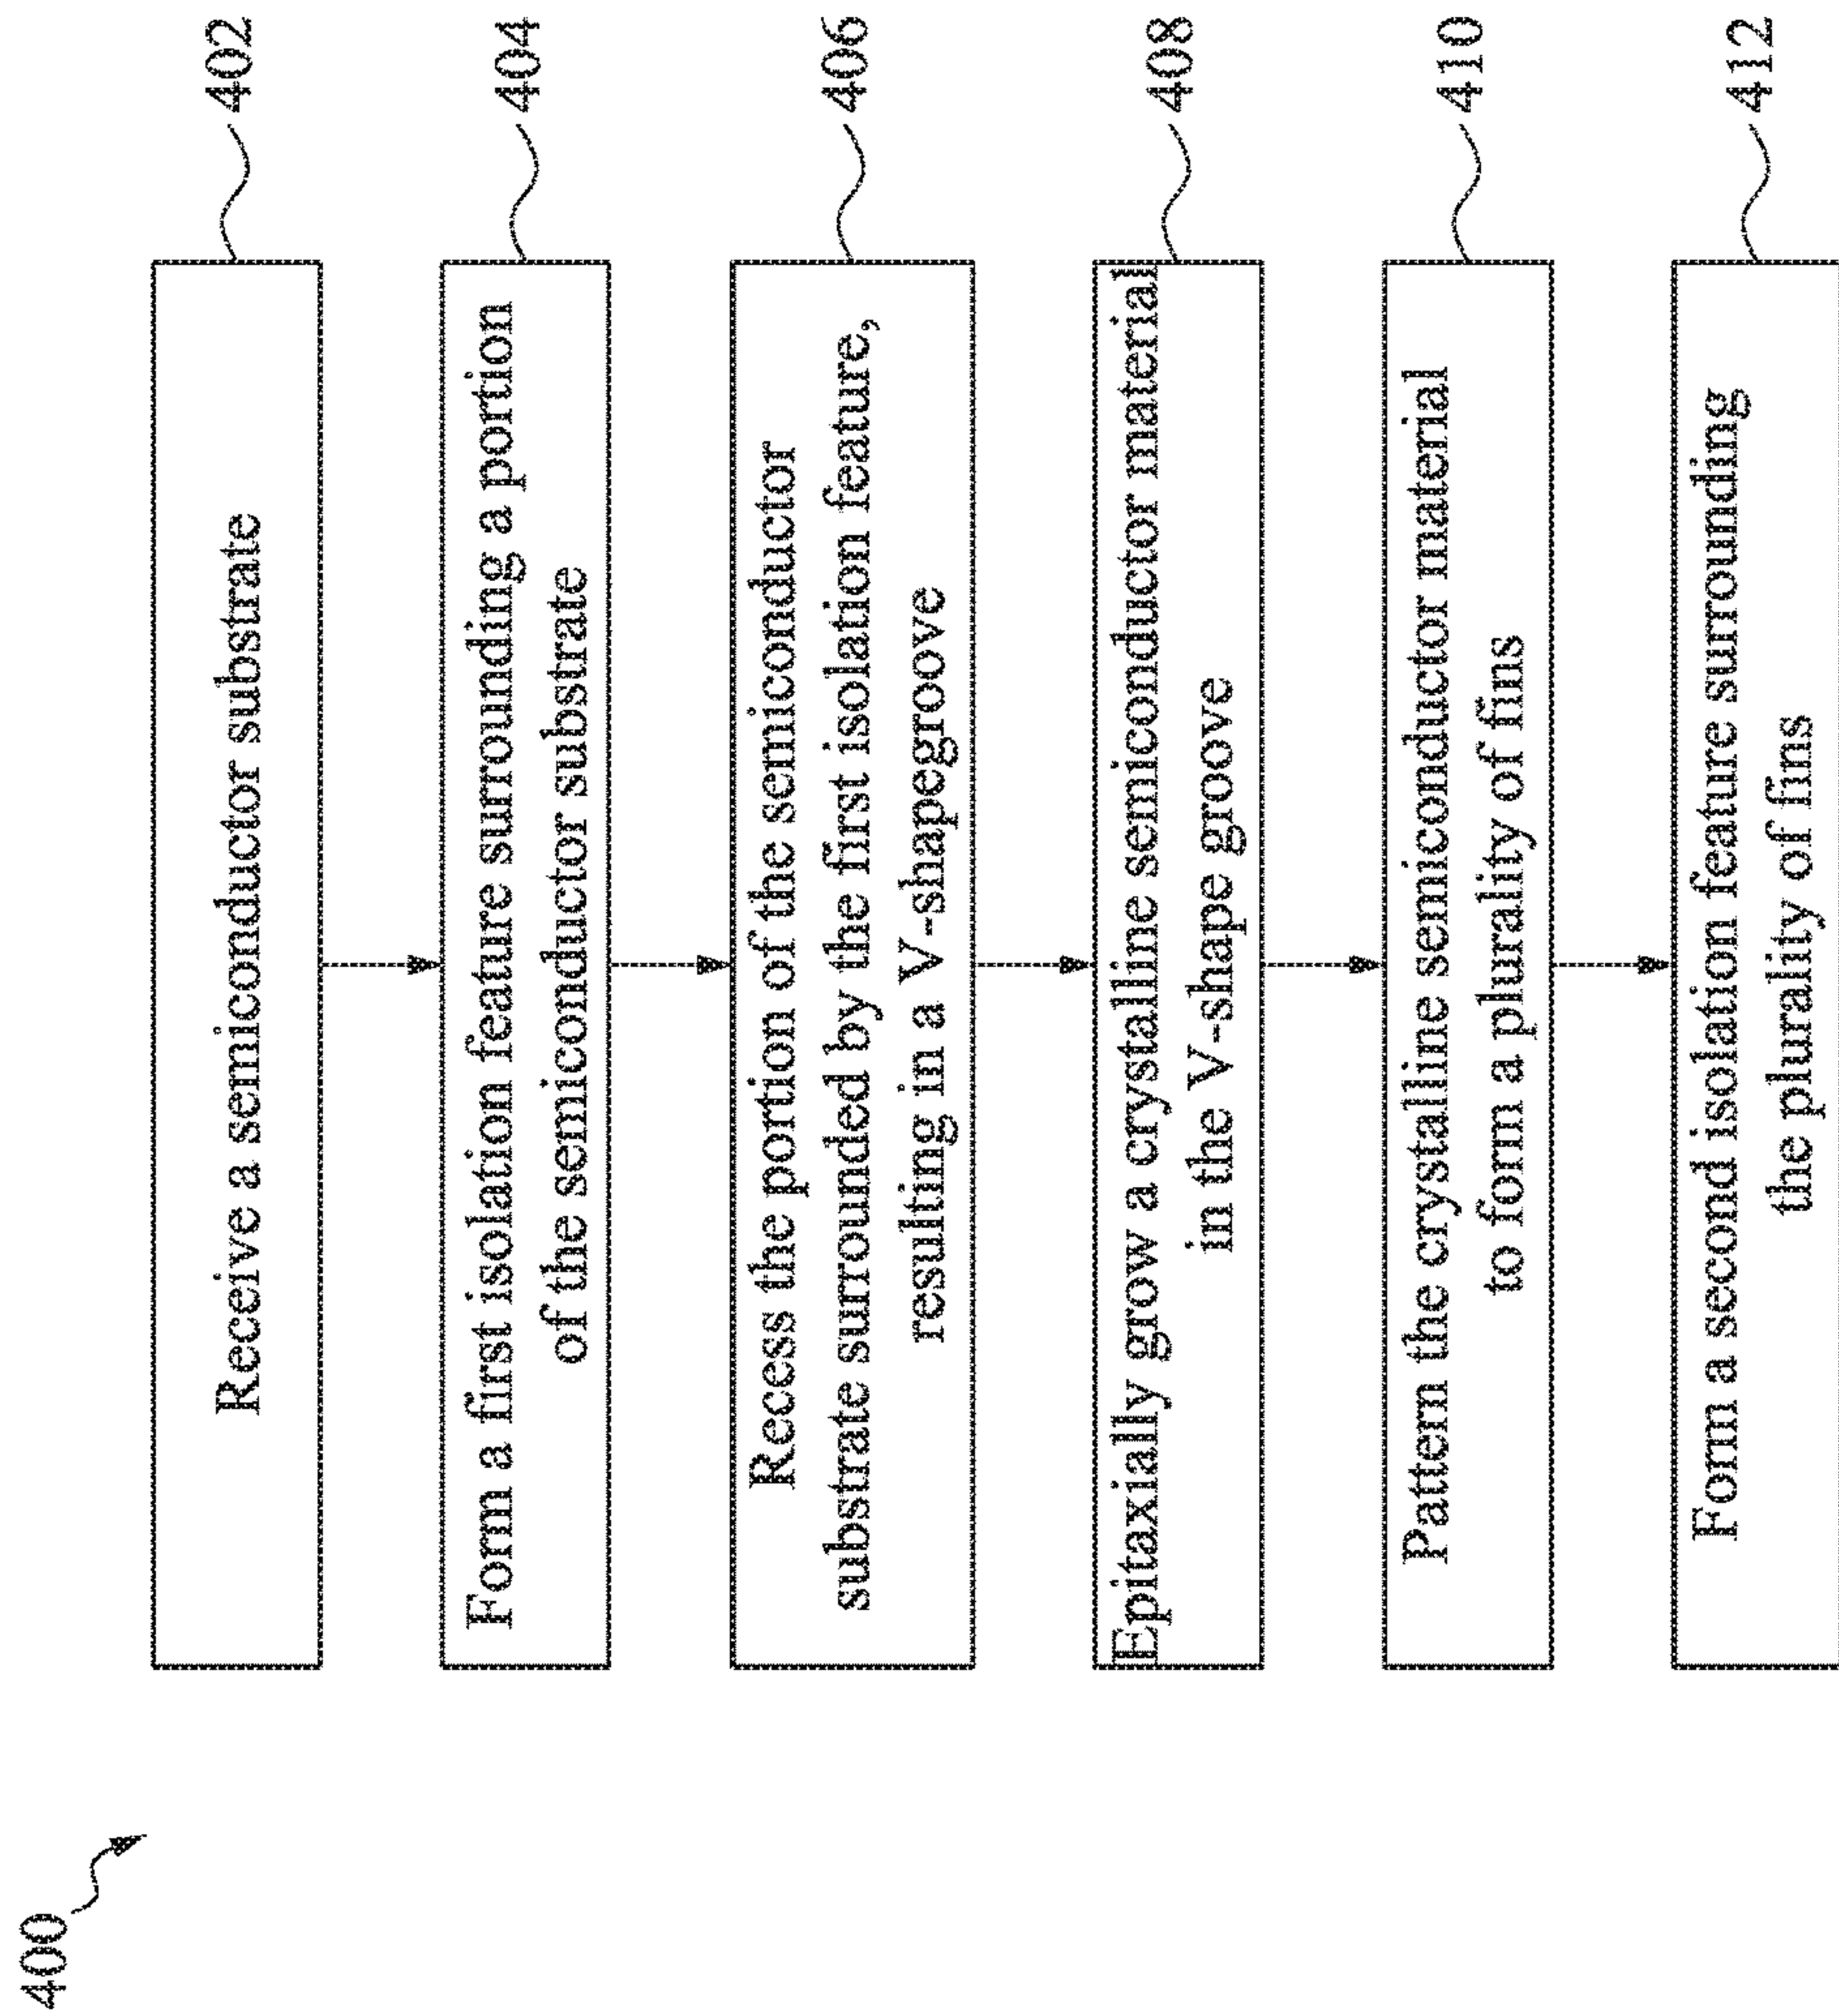 400
Receive a semiconductor substrate
402
Form a first isolation feature surrounding a portion
of the semiconductor substrate
404
Recess the portion of the semiconductor
substrate surrounded by the first isolation feature,
resulting in a V-shapegroove
406
Epitaxially grow a crystalline semiconductor material
in the V-shape groove
408
Pattern the crystalline semiconductor material
to form a plurality of fins
410
Form a second isolation feature surrounding
the plurality of fins
412